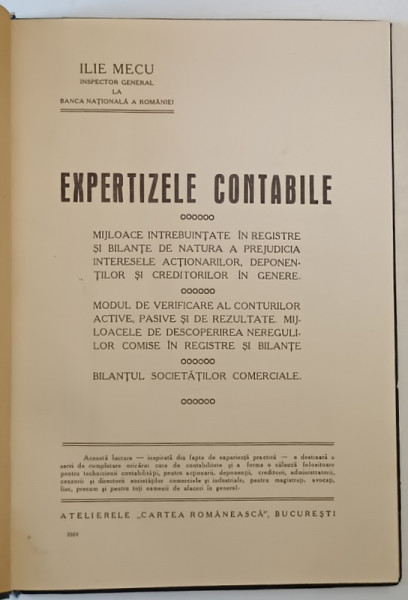 ILIE MECU
INSPECTOR GENERAL
LA
BANCA NAȚIONALĂ A ROMÂNIEI
EXPERTIZELE CONTABILE
MIJLOACE INTREBUINȚATE ÎN REGISTRE
ȘI BILANȚE DE NATURA A PREJUDICIA
INTERESELE ACȚIONARILOR, DEPONEN-
ȚILOR ȘI CREDITORILOR ÎN GENERE.
MODUL DE VERIFICARE AL CONTURILOR
ACTIVE, PASIVE ȘI DE REZULTATE. MIJ-
LOACELE DE DESCOPERIREA NEREGULI-
LOR COMISE ÎN REGISTRE ȘI BILANȚE
BILANȚUL SOCIETĂȚILOR COMERCIALE.
Această lucrare — inspirată din fapte de experiență practică — e destinată a
servi de completare oricărui curs de contabilitate și a forma o călăuză folositoare
pentru technicienii contabilității, pentru acționari, deponenți, creditori, administratorii,
cenzorii și directorii societăților comerciale și industriale, pentru magistrați, avocați,
fisc, precum și pentru toți oamenii de afaceri în general.
ATELIERELE „CARTEA ROMÂNEASCĂ”, BUCUREȘTI